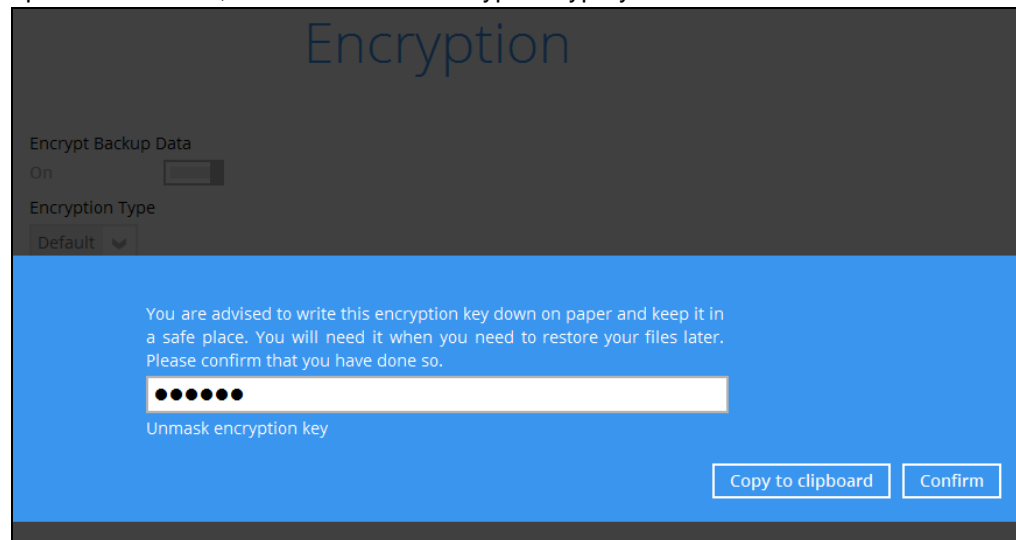 Encryption
Encrypt Backup Data
On
Encryption Type
Default
You are advised to write this encryption key down on paper and keep it in
a safe place. You will need it when you need to restore your files later.
Please confirm that you have done so.
●●●●●●
Unmask encryption key
Copy to clipboard Confirm